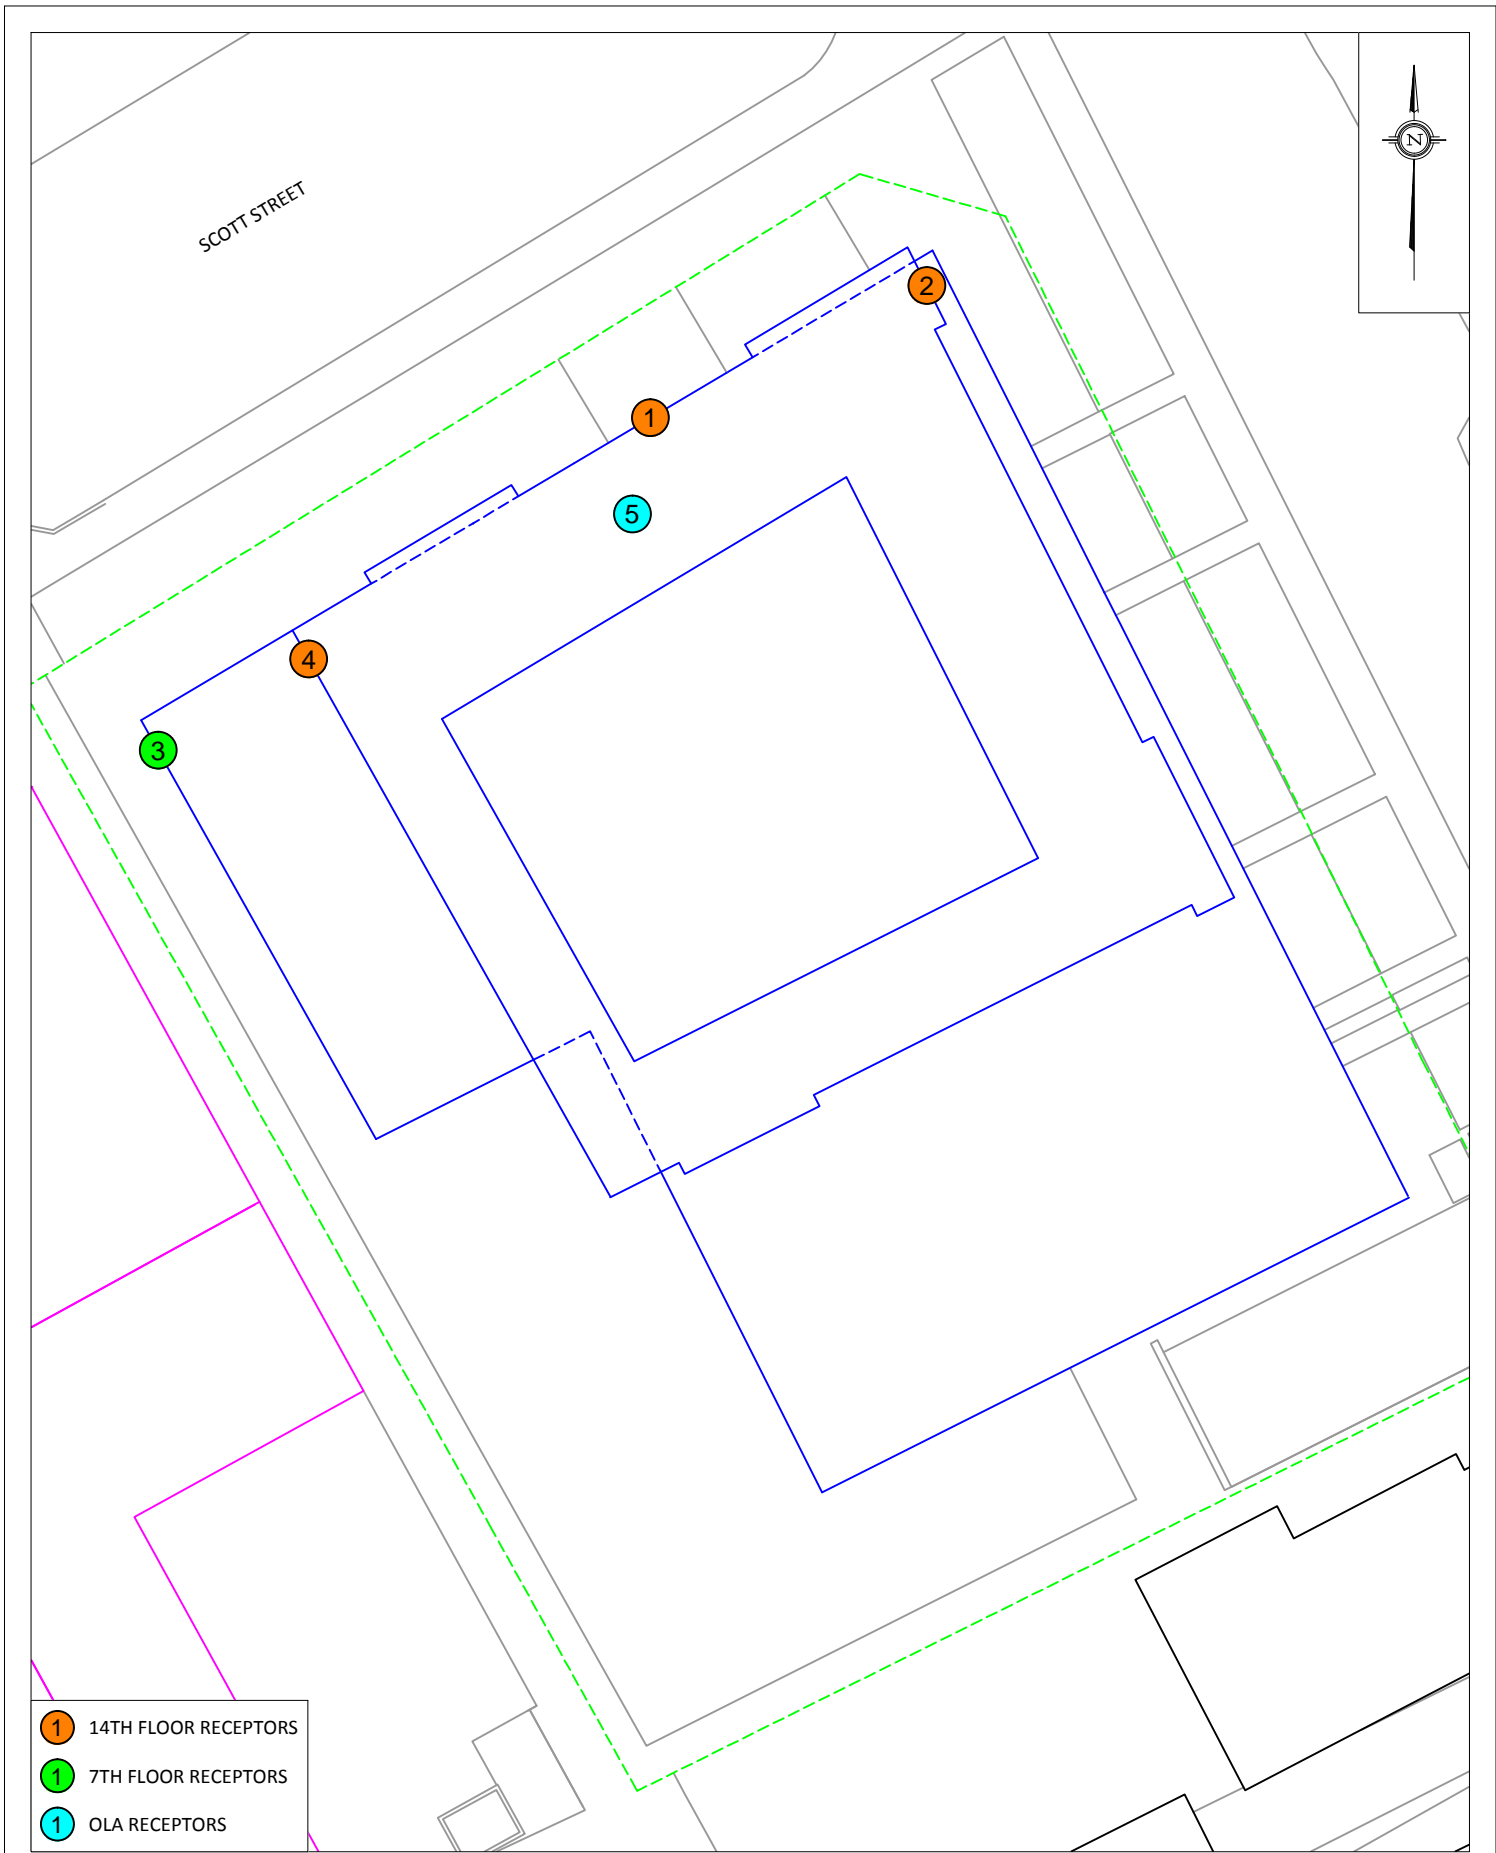 N
SCOTT STREET
2
1
5
4
3
1 14TH FLOOR RECEPTORS
1 7TH FLOOR RECEPTORS
1 OLA RECEPTORS